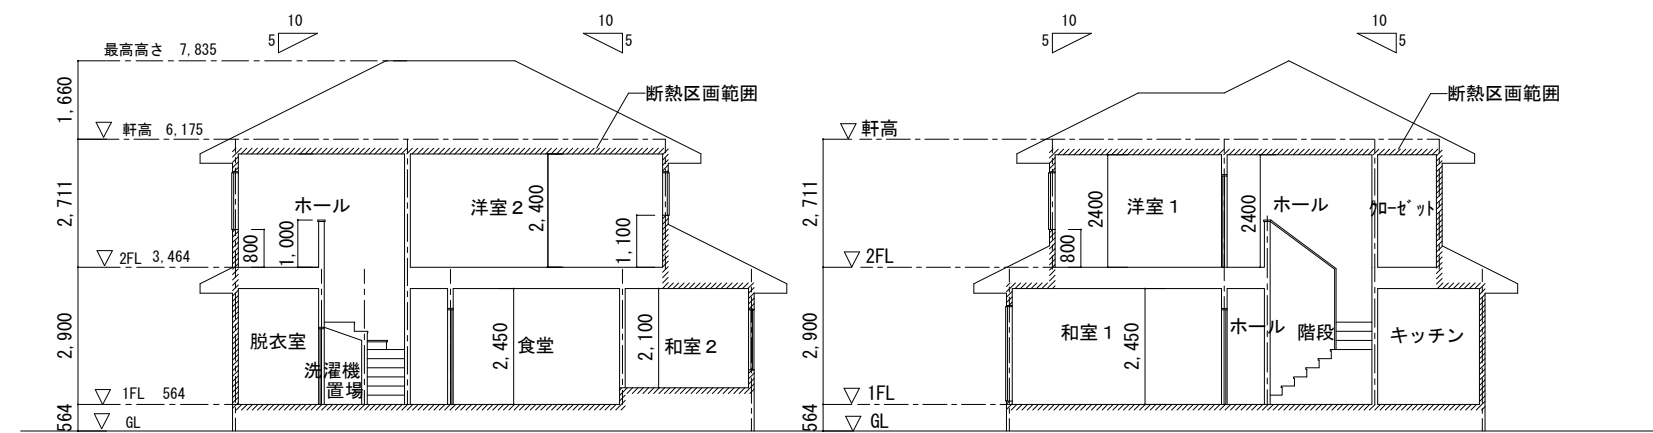 10
5
10
5
最高高さ 7,835
1,660
断熱区画範囲
軒高 6,175
2,711
ホール
洋室２
2,400
800
1,000
1,100
2FL 3,464
2,900
脱衣室
洗濯機
置場
2,450
食堂
2,100
和室２
1FL 564
564
GL
10
5
10
5
断熱区画範囲
軒高
2,711
洋室１
2400
800
2400
ホール
クローゼット
2FL
2,900
和室１
2,450
ホール
階段
キッチン
1FL
564
GL